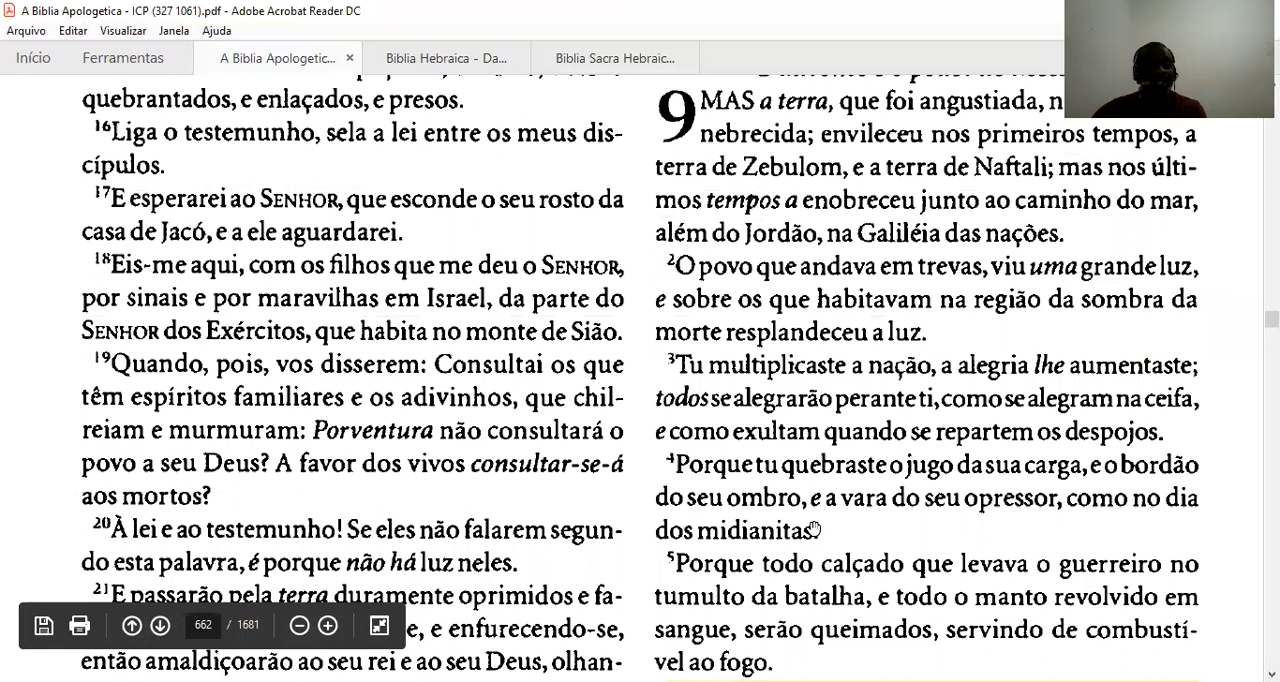 A Biblia Apologetica - ICP (327 1061).pdf - Adobe Acrobat Reader DC
Arquivo Editar Visualizar Janela Ajuda
Início Ferramentas A Biblia Apologetic... × Biblia Hebraica - Da... Biblia Sacra Hebraic...
quebrantados, e enlaçados, e presos.
16Liga o testemunho, sela a lei entre os meus dis-
cípulos.
17E esperarei ao SENHOR, que esconde o seu rosto da
casa de Jacó, e a ele aguardarei.
18Eis-me aqui, com os filhos que me deu o SENHOR,
por sinais e por maravilhas em Israel, da parte do
SENHOR dos Exércitos, que habita no monte de Sião.
19Quando, pois, vos disserem: Consultai os que
têm espíritos familiares e os adivinhos, que chil-
reiam e murmuram: Porventura não consultará o
povo a seu Deus? A favor dos vivos consultar-se-á
aos mortos?
20À lei e ao testemunho! Se eles não falarem segun-
do esta palavra, é porque não há luz neles.
21E passarão pela terra duramente oprimidos e fa-
e, e enfurecendo-se,
então amaldiçoarão ao seu rei e ao seu Deus, olhan-
9 MAS a terra, que foi angustiada, n
nebrecida; envileceu nos primeiros tempos, a
terra de Zebulom, e a terra de Naftali; mas nos últi-
mos tempos a enobreceu junto ao caminho do mar,
além do Jordão, na Galiléia das nações.
2O povo que andava em trevas, viu uma grande luz,
e sobre os que habitavam na região da sombra da
morte resplandeceu a luz.
3Tu multiplicaste a nação, a alegria lhe aumentaste;
todos se alegrarão perante ti, como se alegram na ceifa,
e como exultam quando se repartem os despojos.
4Porque tu quebraste o jugo da sua carga, e o bordão
do seu ombro, e a vara do seu opressor, como no dia
dos midianitas
5Porque todo calçado que levava o guerreiro no
tumulto da batalha, e todo o manto revolvido em
sangue, serão queimados, servindo de combustí-
vel ao fogo.
662 / 1681